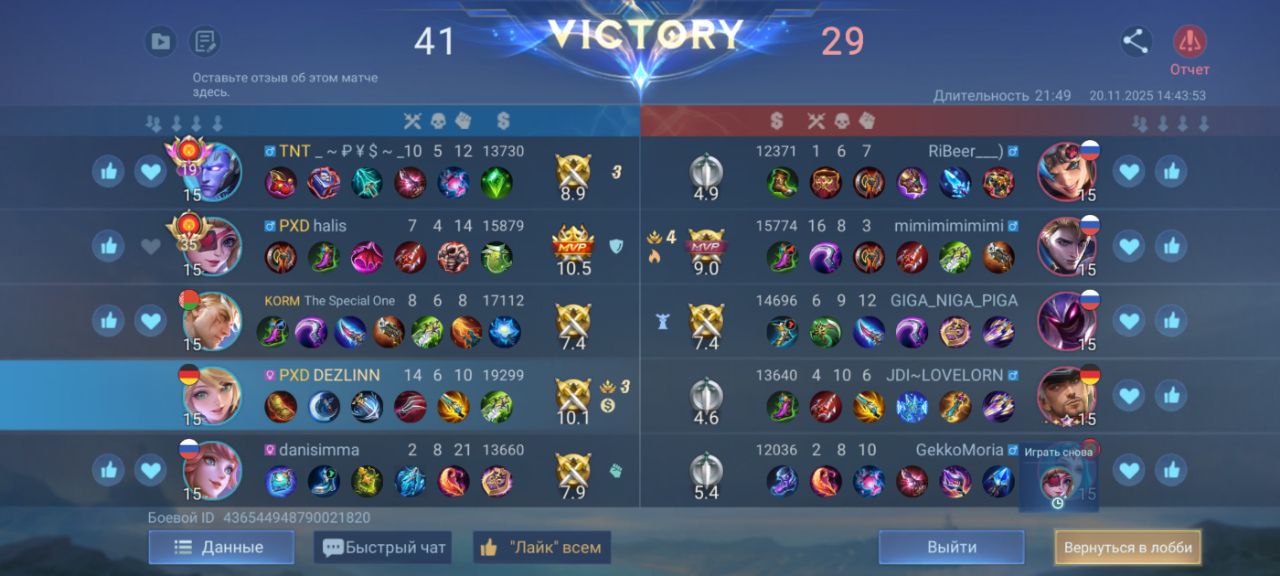 41 VICTORY 29
Отчет
Оставьте отзыв об этом матче
здесь.
Длительность 21:49 20.11.2025 14:43:53
19 15 TNT_~₽¥$~_ 10 5 12 13730 8.9 3
4.9 12371 1 6 7 RiBeer___) 15
35 15 PXD halis 7 4 14 15879 MVP 10.5
4 MVP 9.0 15774 16 8 3 mimimimimimi 15
15 KORM The Special One 8 6 8 17112 7.4
7.4 14696 6 9 12 GIGA_NIGA_PIGA 15
15 PXD DEZLINN 14 6 10 19299 10.1 3
4.6 13640 4 10 6 JDI~LOVELORN 15
15 danisimma 2 8 21 13660 7.9
5.4 12036 2 8 10 GekkoMoria 15
Играть снова
Боевой ID 436544948790021820
Данные Быстрый чат "Лайк" всем Выйти Вернуться в лобби